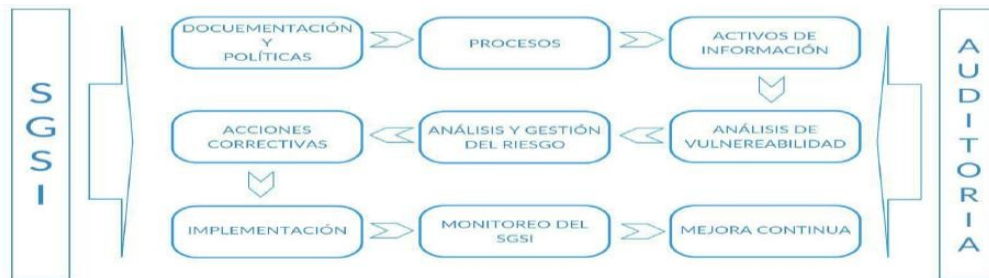 SGSI
DOCUEMENTACIÓN
Y
POLÍTICAS
PROCESOS
ACTIVOS DE
INFORMACIÓN
ACCIONES
CORRECTIVAS
ANÁLISIS Y GESTIÓN
DEL RIESGO
ANÁLISIS DE
VULNEREABILIDAD
IMPLEMENTACIÓN
MONITOREO DEL
SGSI
MEJORA CONTINUA
AUDITORIA